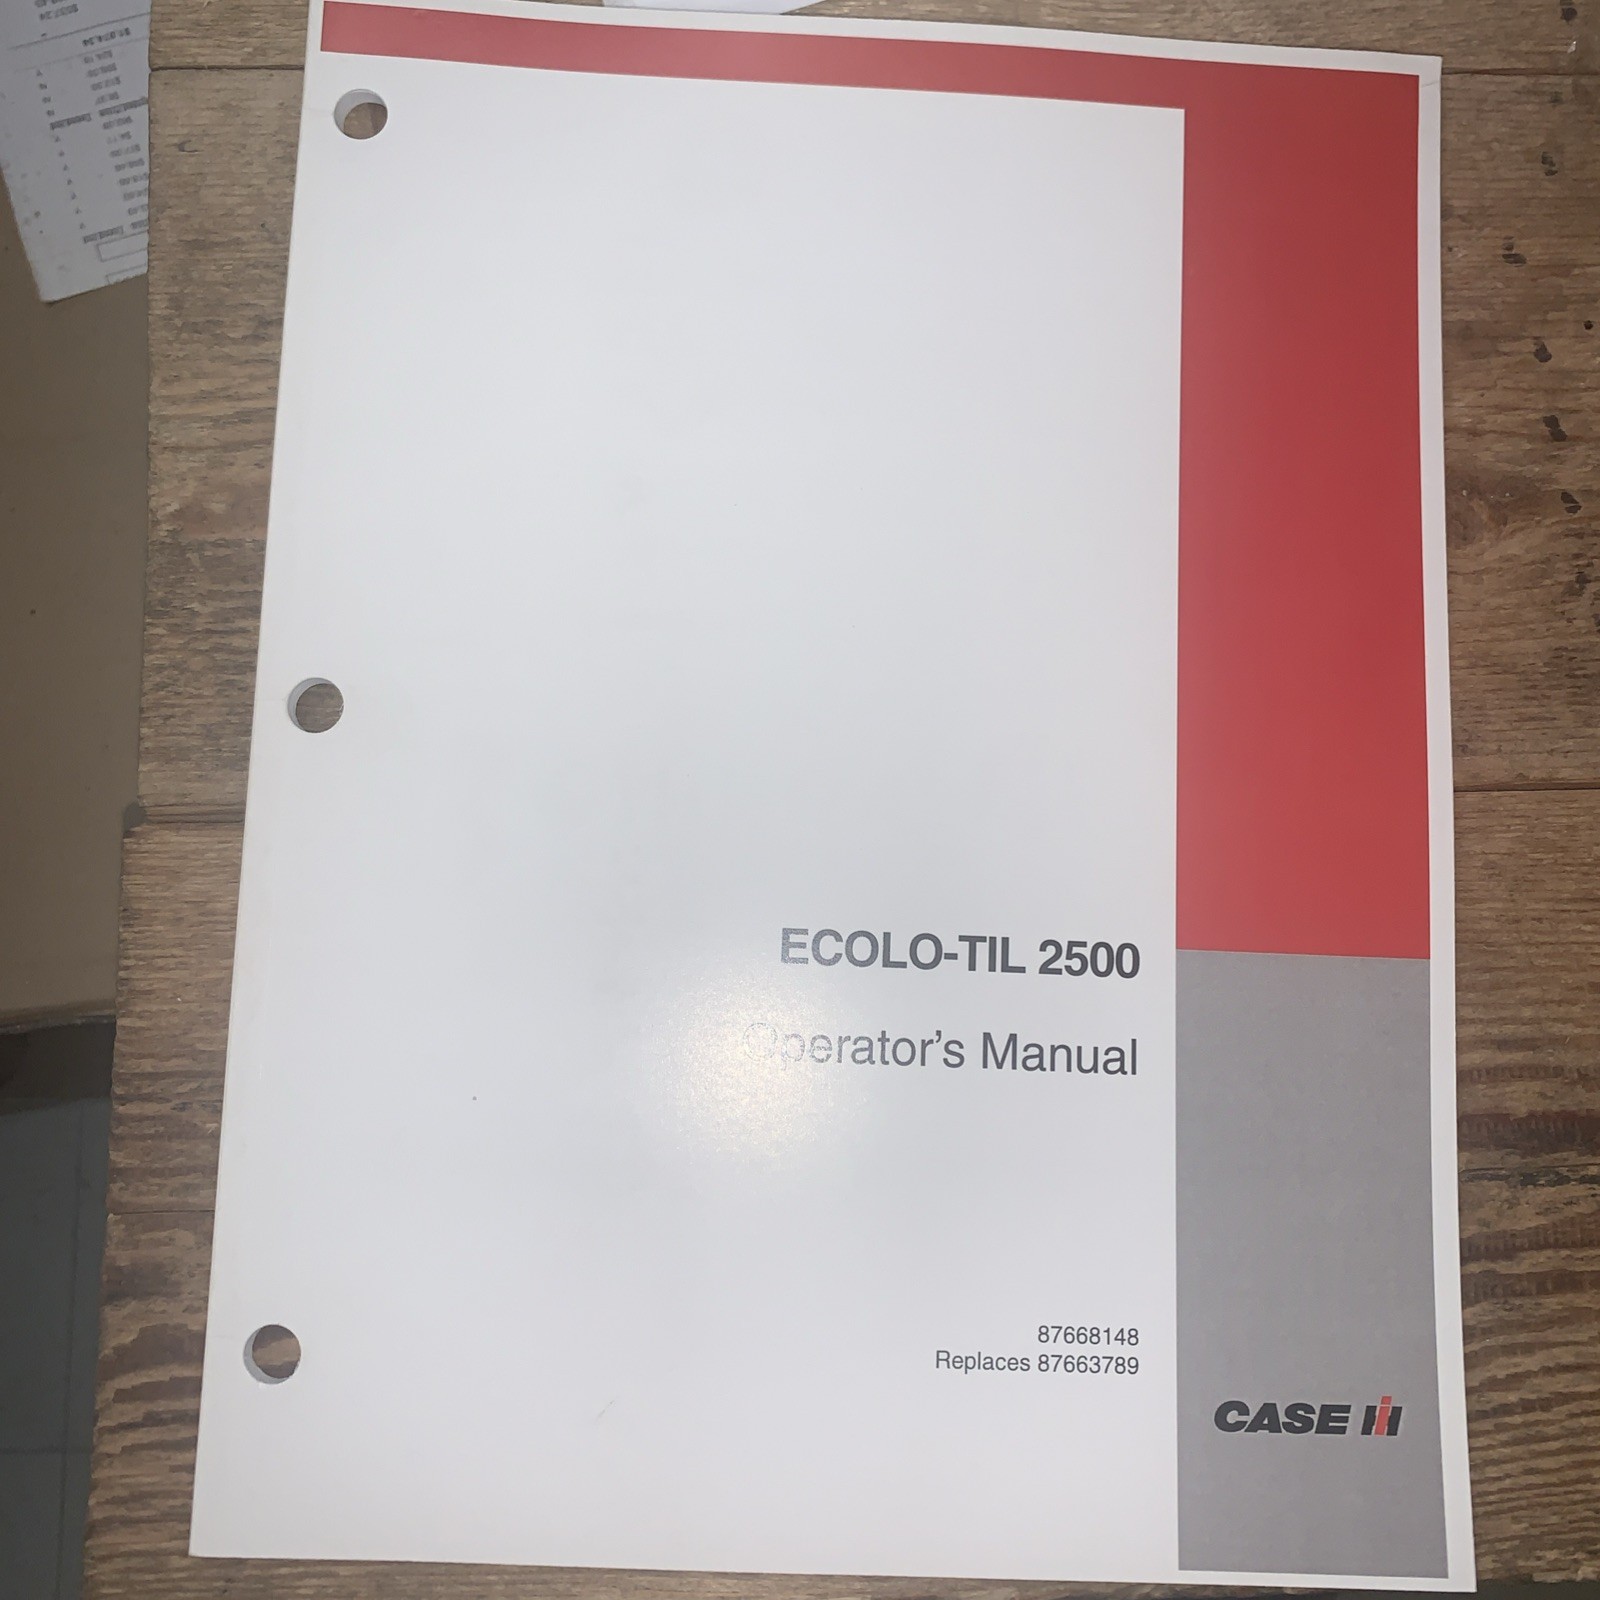 ECOLO-TIL 2500
Operator's Manual
87668148
Replaces 87663789
CASE IH